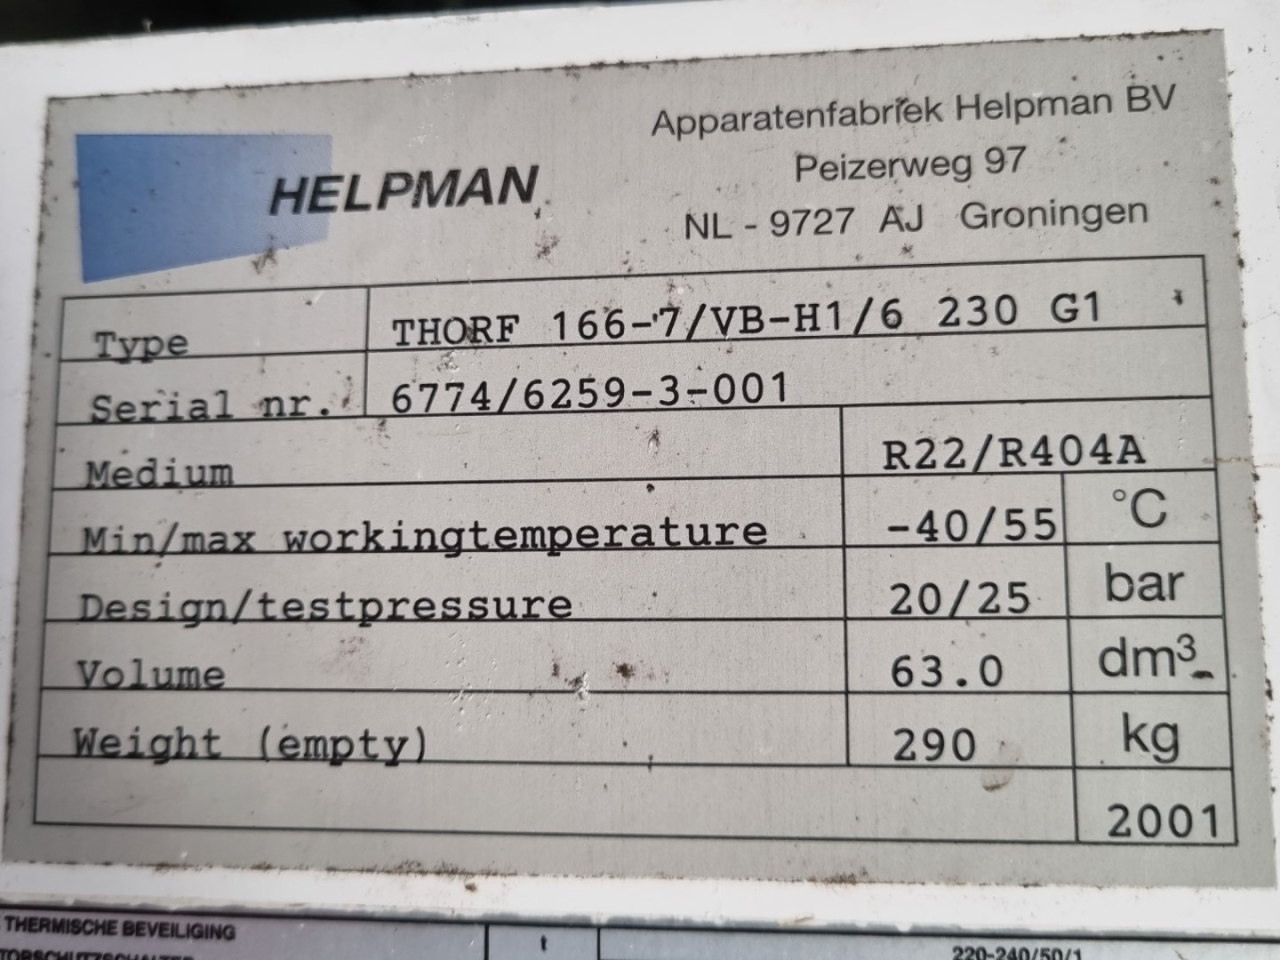 HELPMAN
Apparatenfabriek Helpman BV
Peizerweg 97
NL - 9727 AJ Groningen
Type THORF 166-7/VB-H1/6 230 G1
Serial nr. 6774/6259-3-001
Medium R22/R404A
Min/max workingtemperature -40/55 °C
Design/testpressure 20/25 bar
Volume 63.0 dm³
Weight (empty) 290 kg
2001
THERMISCHE BEVEILIGING t
220-240/50/1